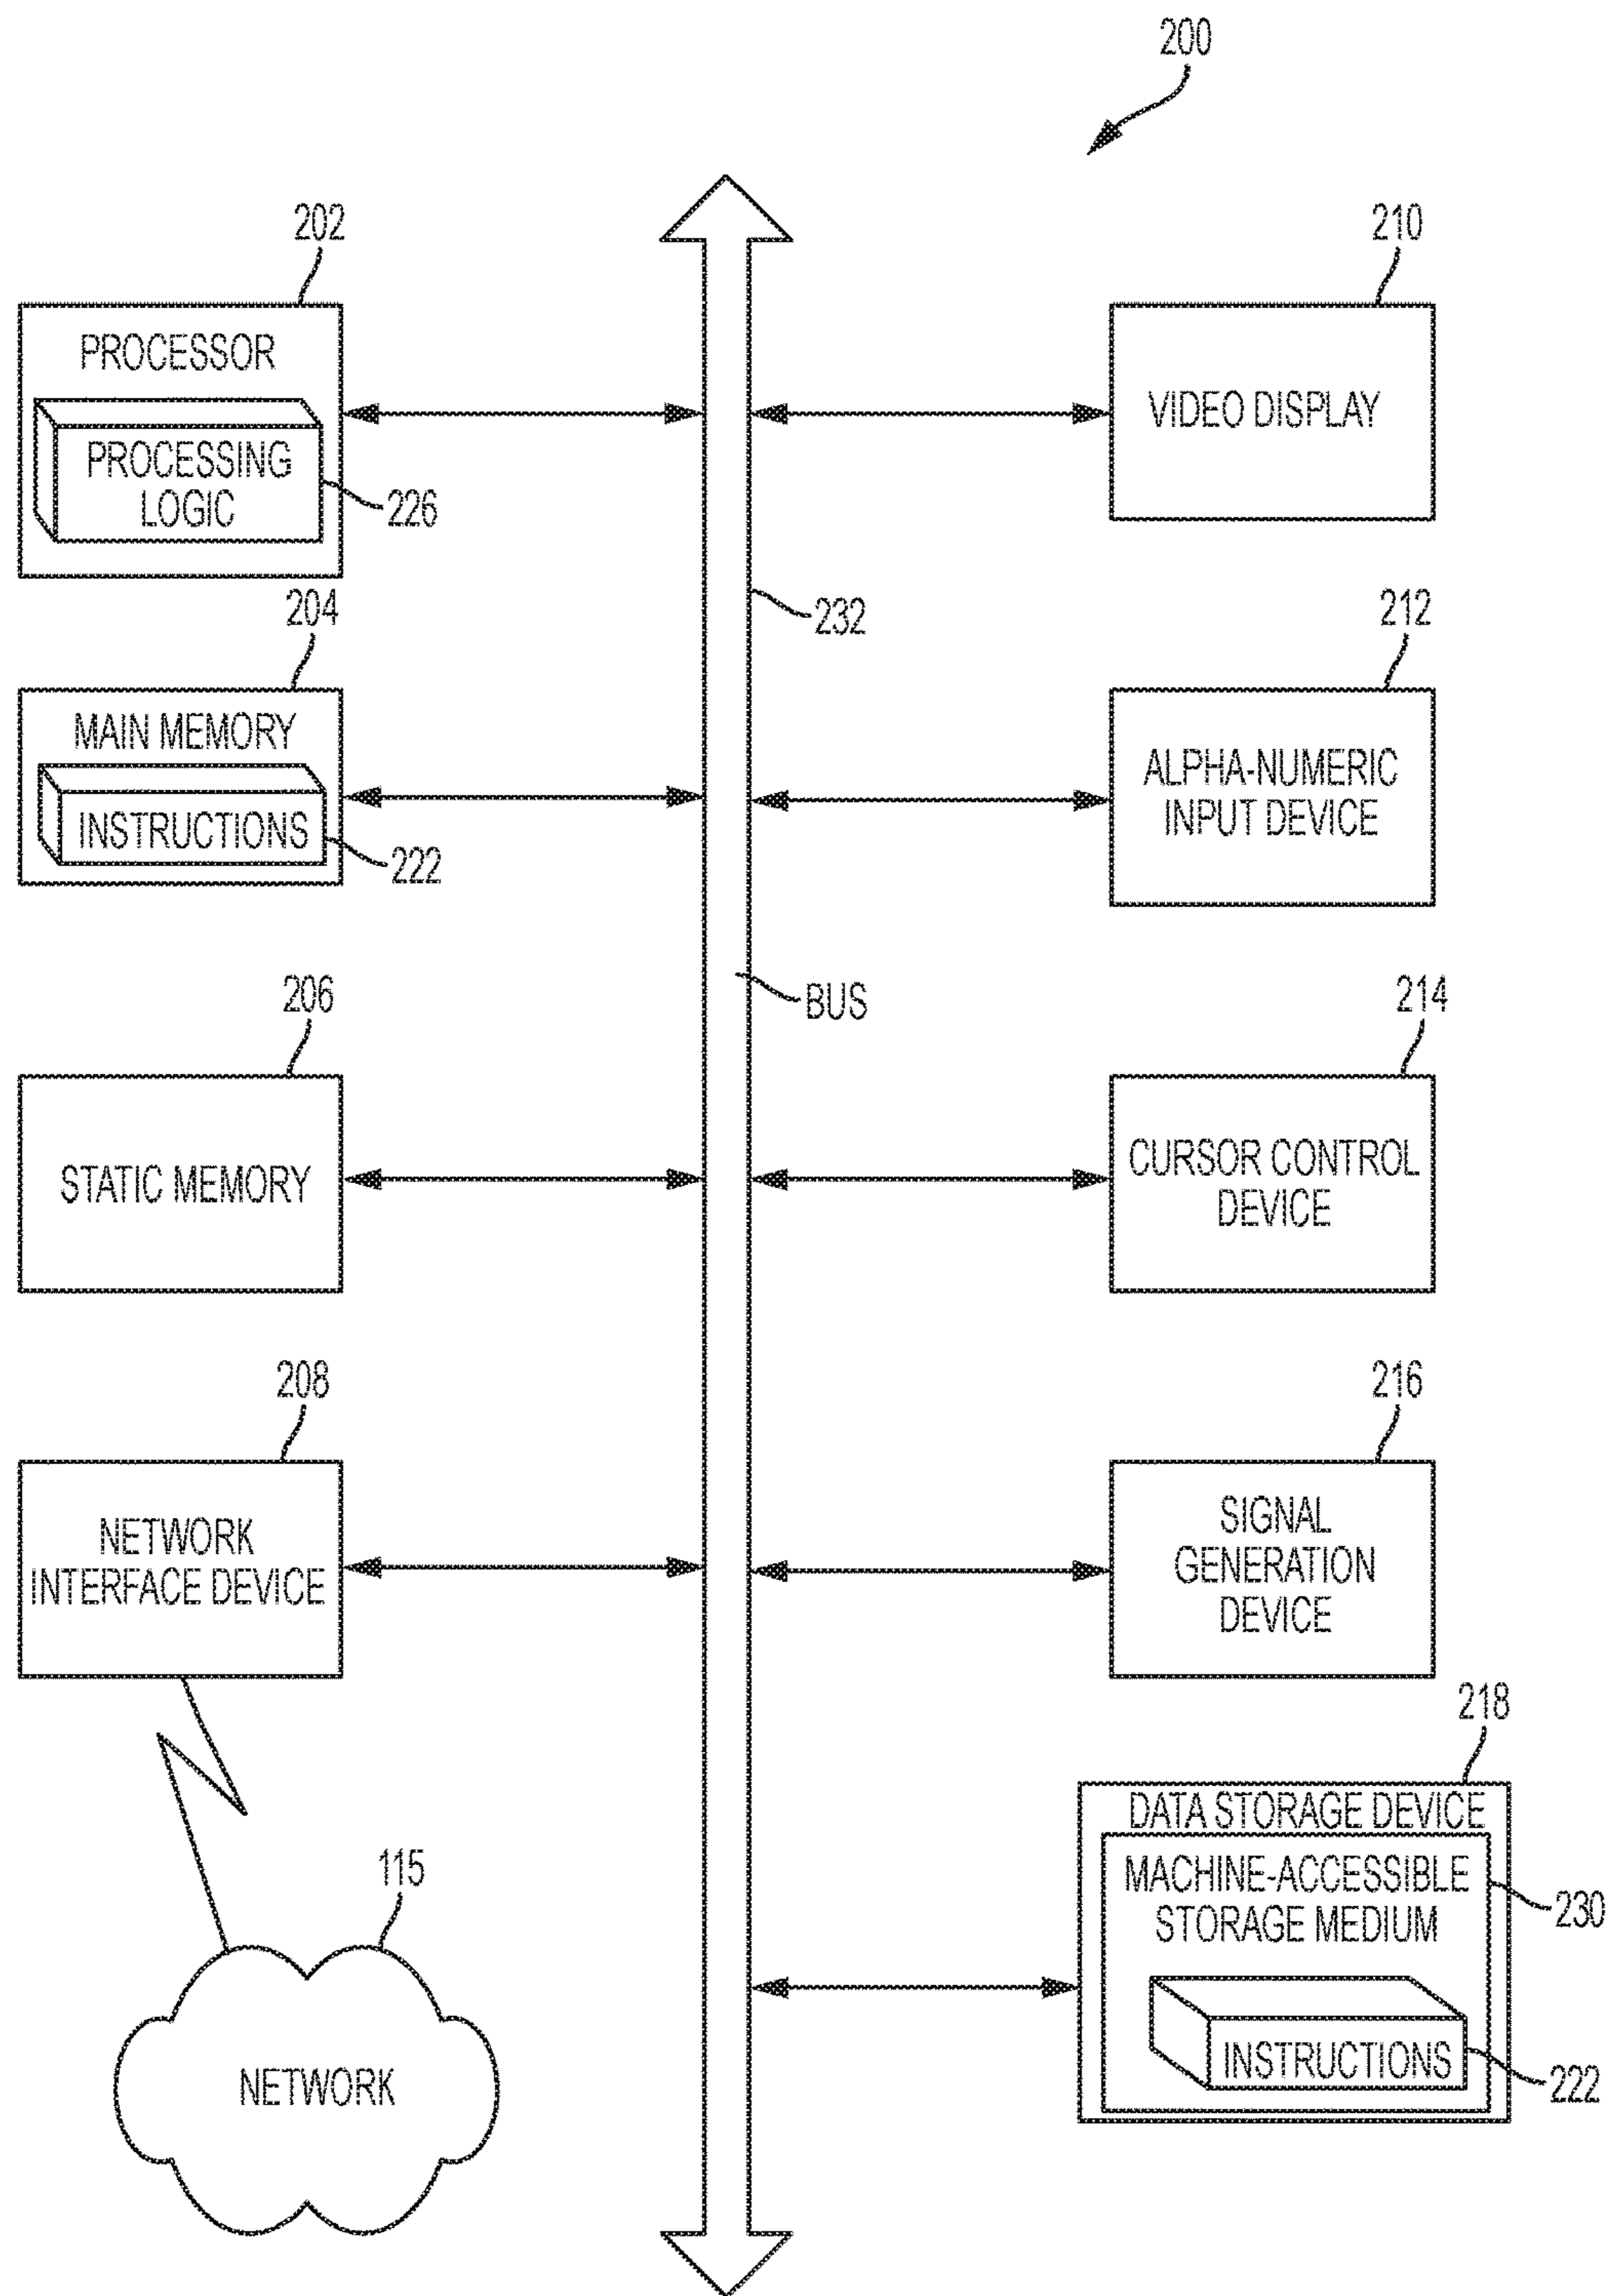 200
202
PROCESSOR
PROCESSING
LOGIC
226
210
VIDEO DISPLAY
232
204
MAIN MEMORY
INSTRUCTIONS
222
212
ALPHA-NUMERIC
INPUT DEVICE
BUS
206
STATIC MEMORY
214
CURSOR CONTROL
DEVICE
208
NETWORK
INTERFACE DEVICE
216
SIGNAL
GENERATION
DEVICE
115
NETWORK
218
DATA STORAGE DEVICE
MACHINE-ACCESSIBLE
STORAGE MEDIUM
230
INSTRUCTIONS
222